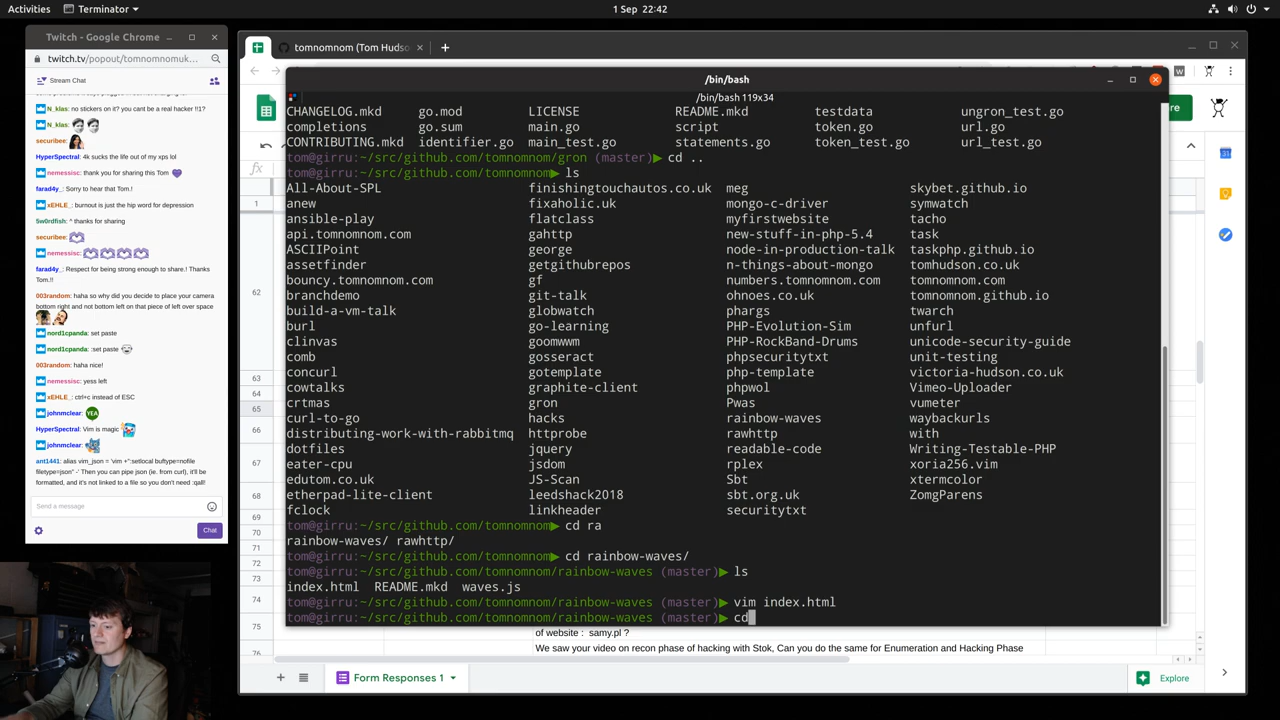 Activities
Terminator
1 Sep 22:42
Twitch - Google Chrome
twitch.tv/popout/tomnomnomuk...
Stream Chat
N_klas: no stickers on it? you cant be a real hacker !!1?
N_klas:
securibee:
HyperSpectral: 4k sucks the life out of my xps lol
nemessisc: thank you for sharing this Tom
farad4y_: Sorry to hear that!
xEHLE_: burnout is just the hip word for depression
5w0rdfish: ^ thanks for sharing
securibee:
nemessisc:
farad4y_: Respect for being strong enough to share.! Thanks
Tom.!!
003random: haha so why did you decide to place your camera
bottom right and not bottom left on that piece of left over space
nord1cpanda: set paste
nord1cpanda: :set paste
003random: haha nice!
nemessisc: yess left
xEHLE_: ctrl+c instead of ESC
johnmclear: YEA
HyperSpectral: Vim is magic
johnmclear:
ant1441: alias vim_json = 'vim +":setlocal buftype=nofile
filetype=json" -' Then you can pipe json (ie. from curl), it'll be
formatted, and it's not linked to a file so you don't need :qall!
Send a message
Chat
tomnomnom (Tom Hudso
/bin/bash
/bin/bash 119x34
CHANGELOG.mkd go.mod LICENSE README.mkd testdata ungron_test.go
completions go.sum main.go script token.go url.go
CONTRIBUTING.mkd identifier.go main_test.go statements.go token_test.go url_test.go
tom@girru:~/src/github.com/tomnomnom/gron (master)▶ cd ..
tom@girru:~/src/github.com/tomnomnom▶ ls
All-About-SPL finishingtouchautos.co.uk meg skybet.github.io
anew fixaholic.uk mongo-c-driver symwatch
ansible-play flatclass myfirstwebsite tacho
api.tomnomnom.com gahttp new-stuff-in-php-5.4 task
ASCIIPoint george node-in-production-talk taskphp.github.io
assetfinder getgithubrepos n-things-about-mongo tomhudson.co.uk
bouncy.tomnomnom.com gf numbers.tomnomnom.com tomnomnom.com
branchdemo git-talk ohnoes.co.uk tomnomnom.github.io
build-a-vm-talk globwatch phargs twarch
burl go-learning PHP-Evolution-Sim unfurl
clinvas goomwwm PHP-RockBand-Drums unicode-security-guide
comb gosseract phpsecuritytxt unit-testing
concurl gotemplate php-template victoria-hudson.co.uk
cowtalks graphite-client phpwol Vimeo-Uploader
crtmas gron Pwas vumeter
curl-to-go hacks rainbow-waves waybackurls
distributing-work-with-rabbitmq httprobe rawhttp with
dotfiles jquery readable-code Writing-Testable-PHP
eater-cpu jsdom rplex xoria256.vim
edutom.co.uk JS-Scan Sbt xtermcolor
etherpad-lite-client leedshack2018 sbt.org.uk ZomgParens
fclock linkheader securitytxt
tom@girru:~/src/github.com/tomnomnom▶ cd ra
rainbow-waves/ rawhttp/
tom@girru:~/src/github.com/tomnomnom▶ cd rainbow-waves/
tom@girru:~/src/github.com/tomnomnom/rainbow-waves (master)▶ ls
index.html README.mkd waves.js
tom@girru:~/src/github.com/tomnomnom/rainbow-waves (master)▶ vim index.html
tom@girru:~/src/github.com/tomnomnom/rainbow-waves (master)▶ cd
fx
1
62
63
64
65
66
67
68
69
70
71
72
73
74
75
of website : samy.pl ?
We saw your video on recon phase of hacking with Stok, Can you do the same for Enumeration and Hacking Phase
Form Responses 1
Explore
31